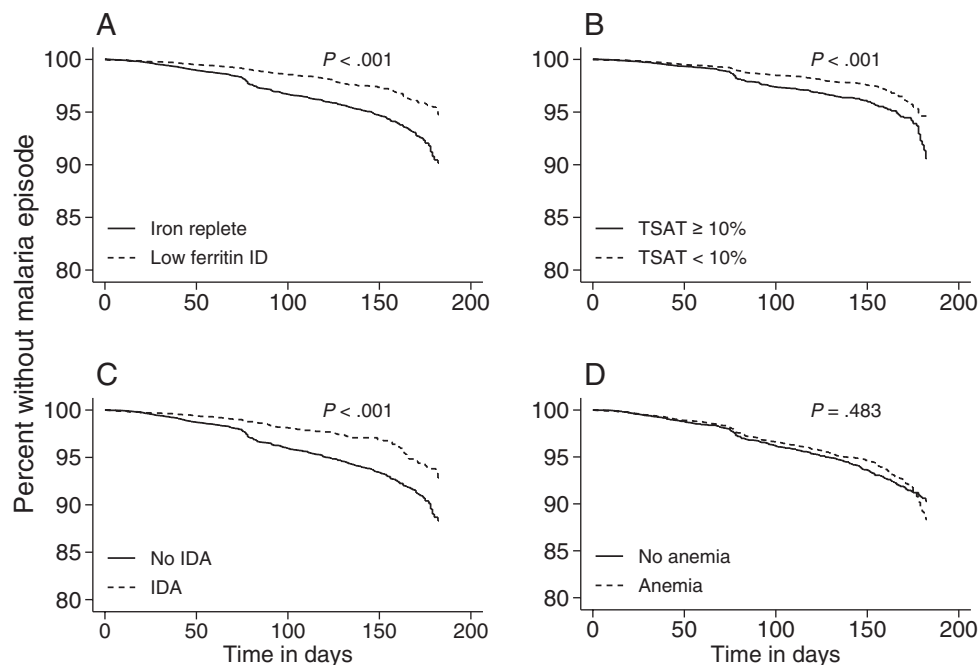 Percent without malaria episode
A
100
95
90
85
80
P < .001
Iron replete
Low ferritin ID
0 50 100 150 200
B
100
95
90
85
80
P < .001
TSAT ≥ 10%
TSAT < 10%
0 50 100 150 200
C
100
95
90
85
80
P < .001
No IDA
IDA
0 50 100 150 200
Time in days
D
100
95
90
85
80
P = .483
No anemia
Anemia
0 50 100 150 200
Time in days